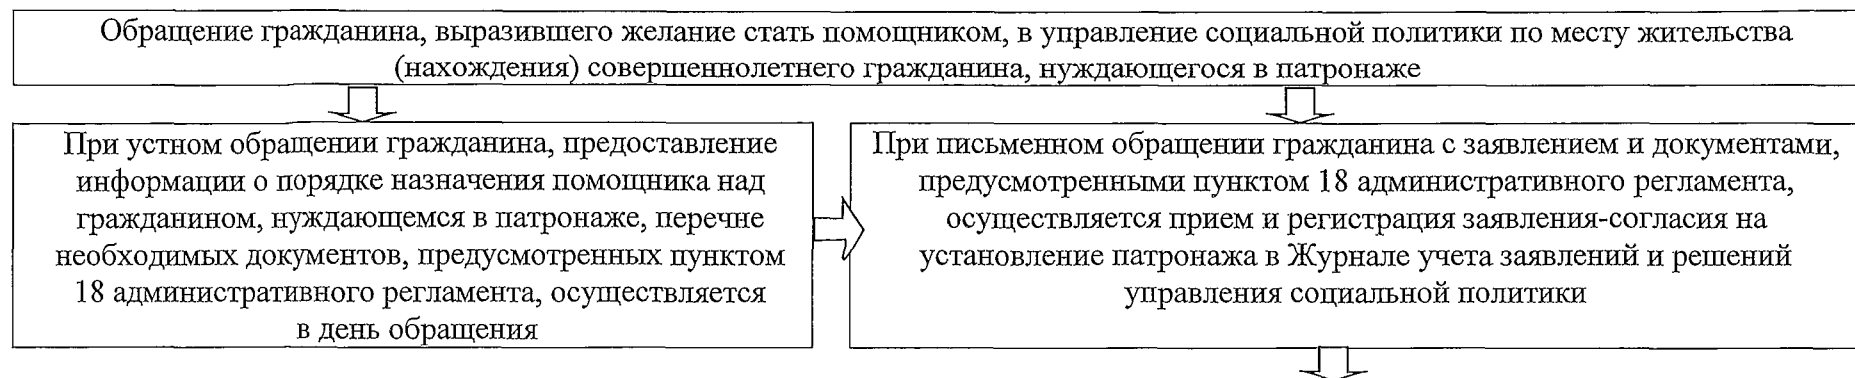 Обращение гражданина, выразившего желание стать помощником, в управление социальной политики по месту жительства
(нахождения) совершеннолетнего гражданина, нуждающегося в патронаже
При устном обращении гражданина, предоставление
информации о порядке назначения помощника над
гражданином, нуждающемся в патронаже, перечне
необходимых документов, предусмотренных пунктом
18 административного регламента, осуществляется
в день обращения
При письменном обращении гражданина с заявлением и документами,
предусмотренными пунктом 18 административного регламента,
осуществляется прием и регистрация заявления-согласия на
установление патронажа в Журнале учета заявлений и решений
управления социальной политики